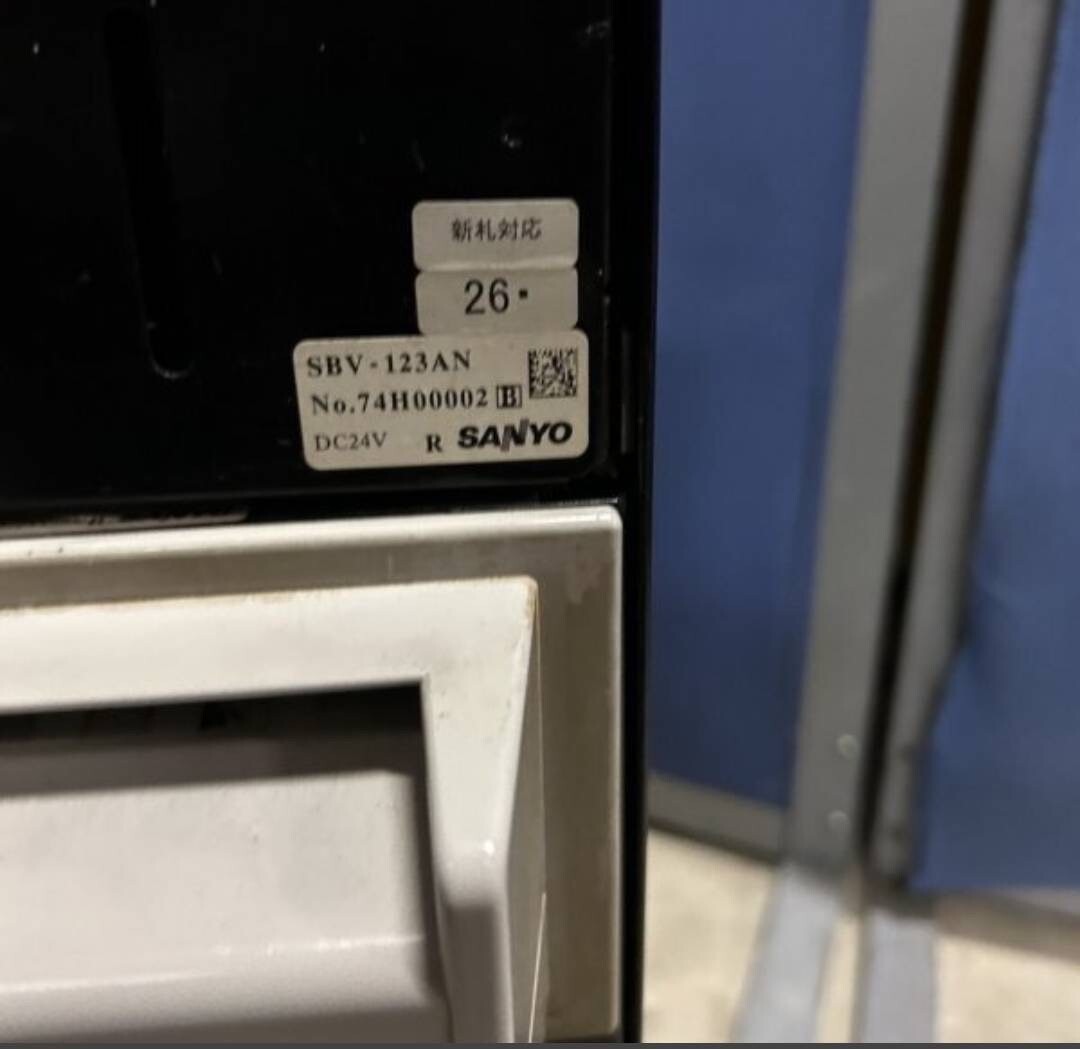 新札対応
26▪
SBV-123AN
No.74H00002 B
DC24V R SANYO